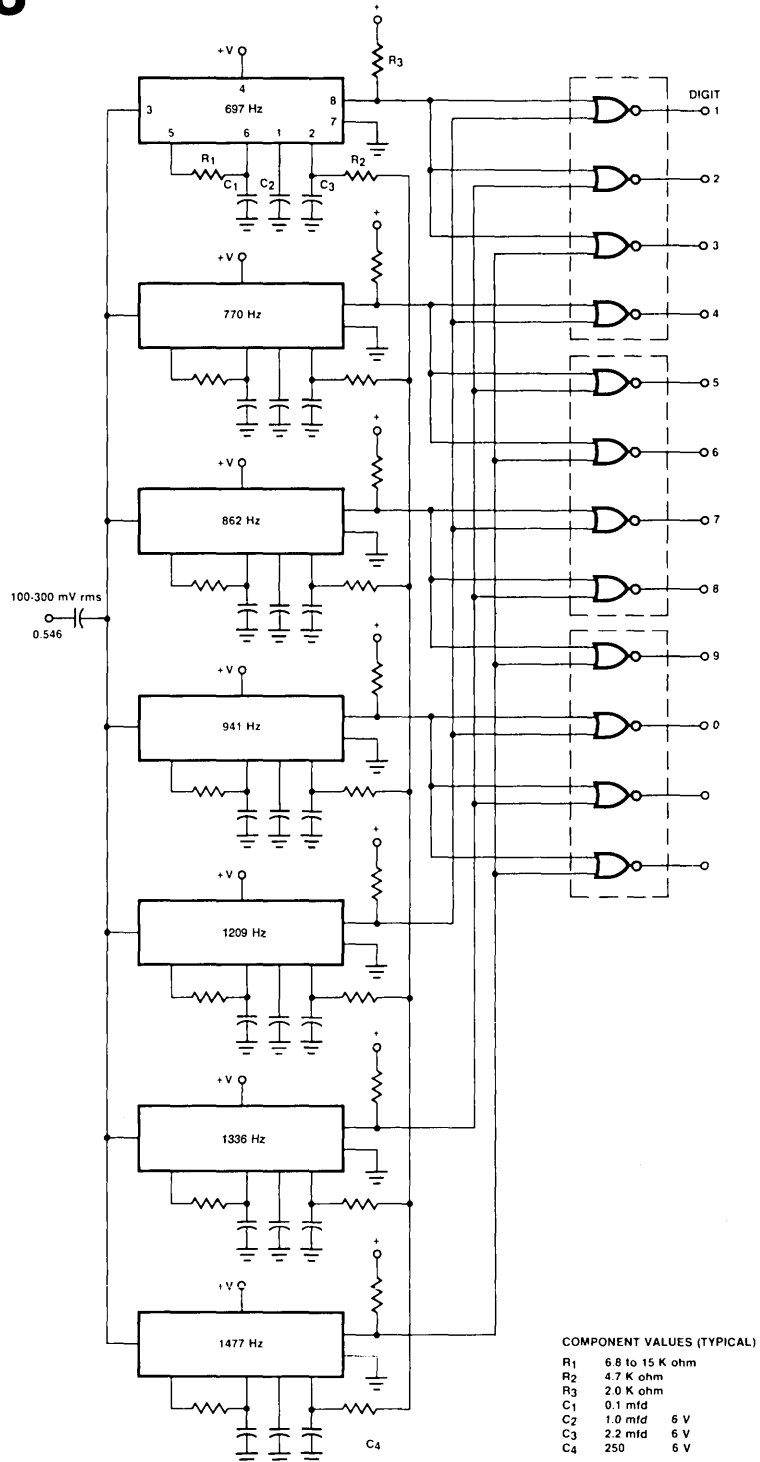 +
+V
R3
4
DIGIT
3
697 Hz
8
1
7
5
6
1
2
R1
R2
C1
C2
C3
2
+
3
+V
770 Hz
4
+
5
+V
6
862 Hz
7
8
100-300 mV rms
0.546
+
9
+V
941 Hz
0
+
+V
1209 Hz
+
+V
1336 Hz
+
+V
1477 Hz
C4
COMPONENT VALUES (TYPICAL)
R1 6.8 to 15 K ohm
R2 4.7 K ohm
R3 2.0 K ohm
C1 0.1 mfd
C2 1.0 mfd 6 V
C3 2.2 mfd 6 V
C4 250 6 V